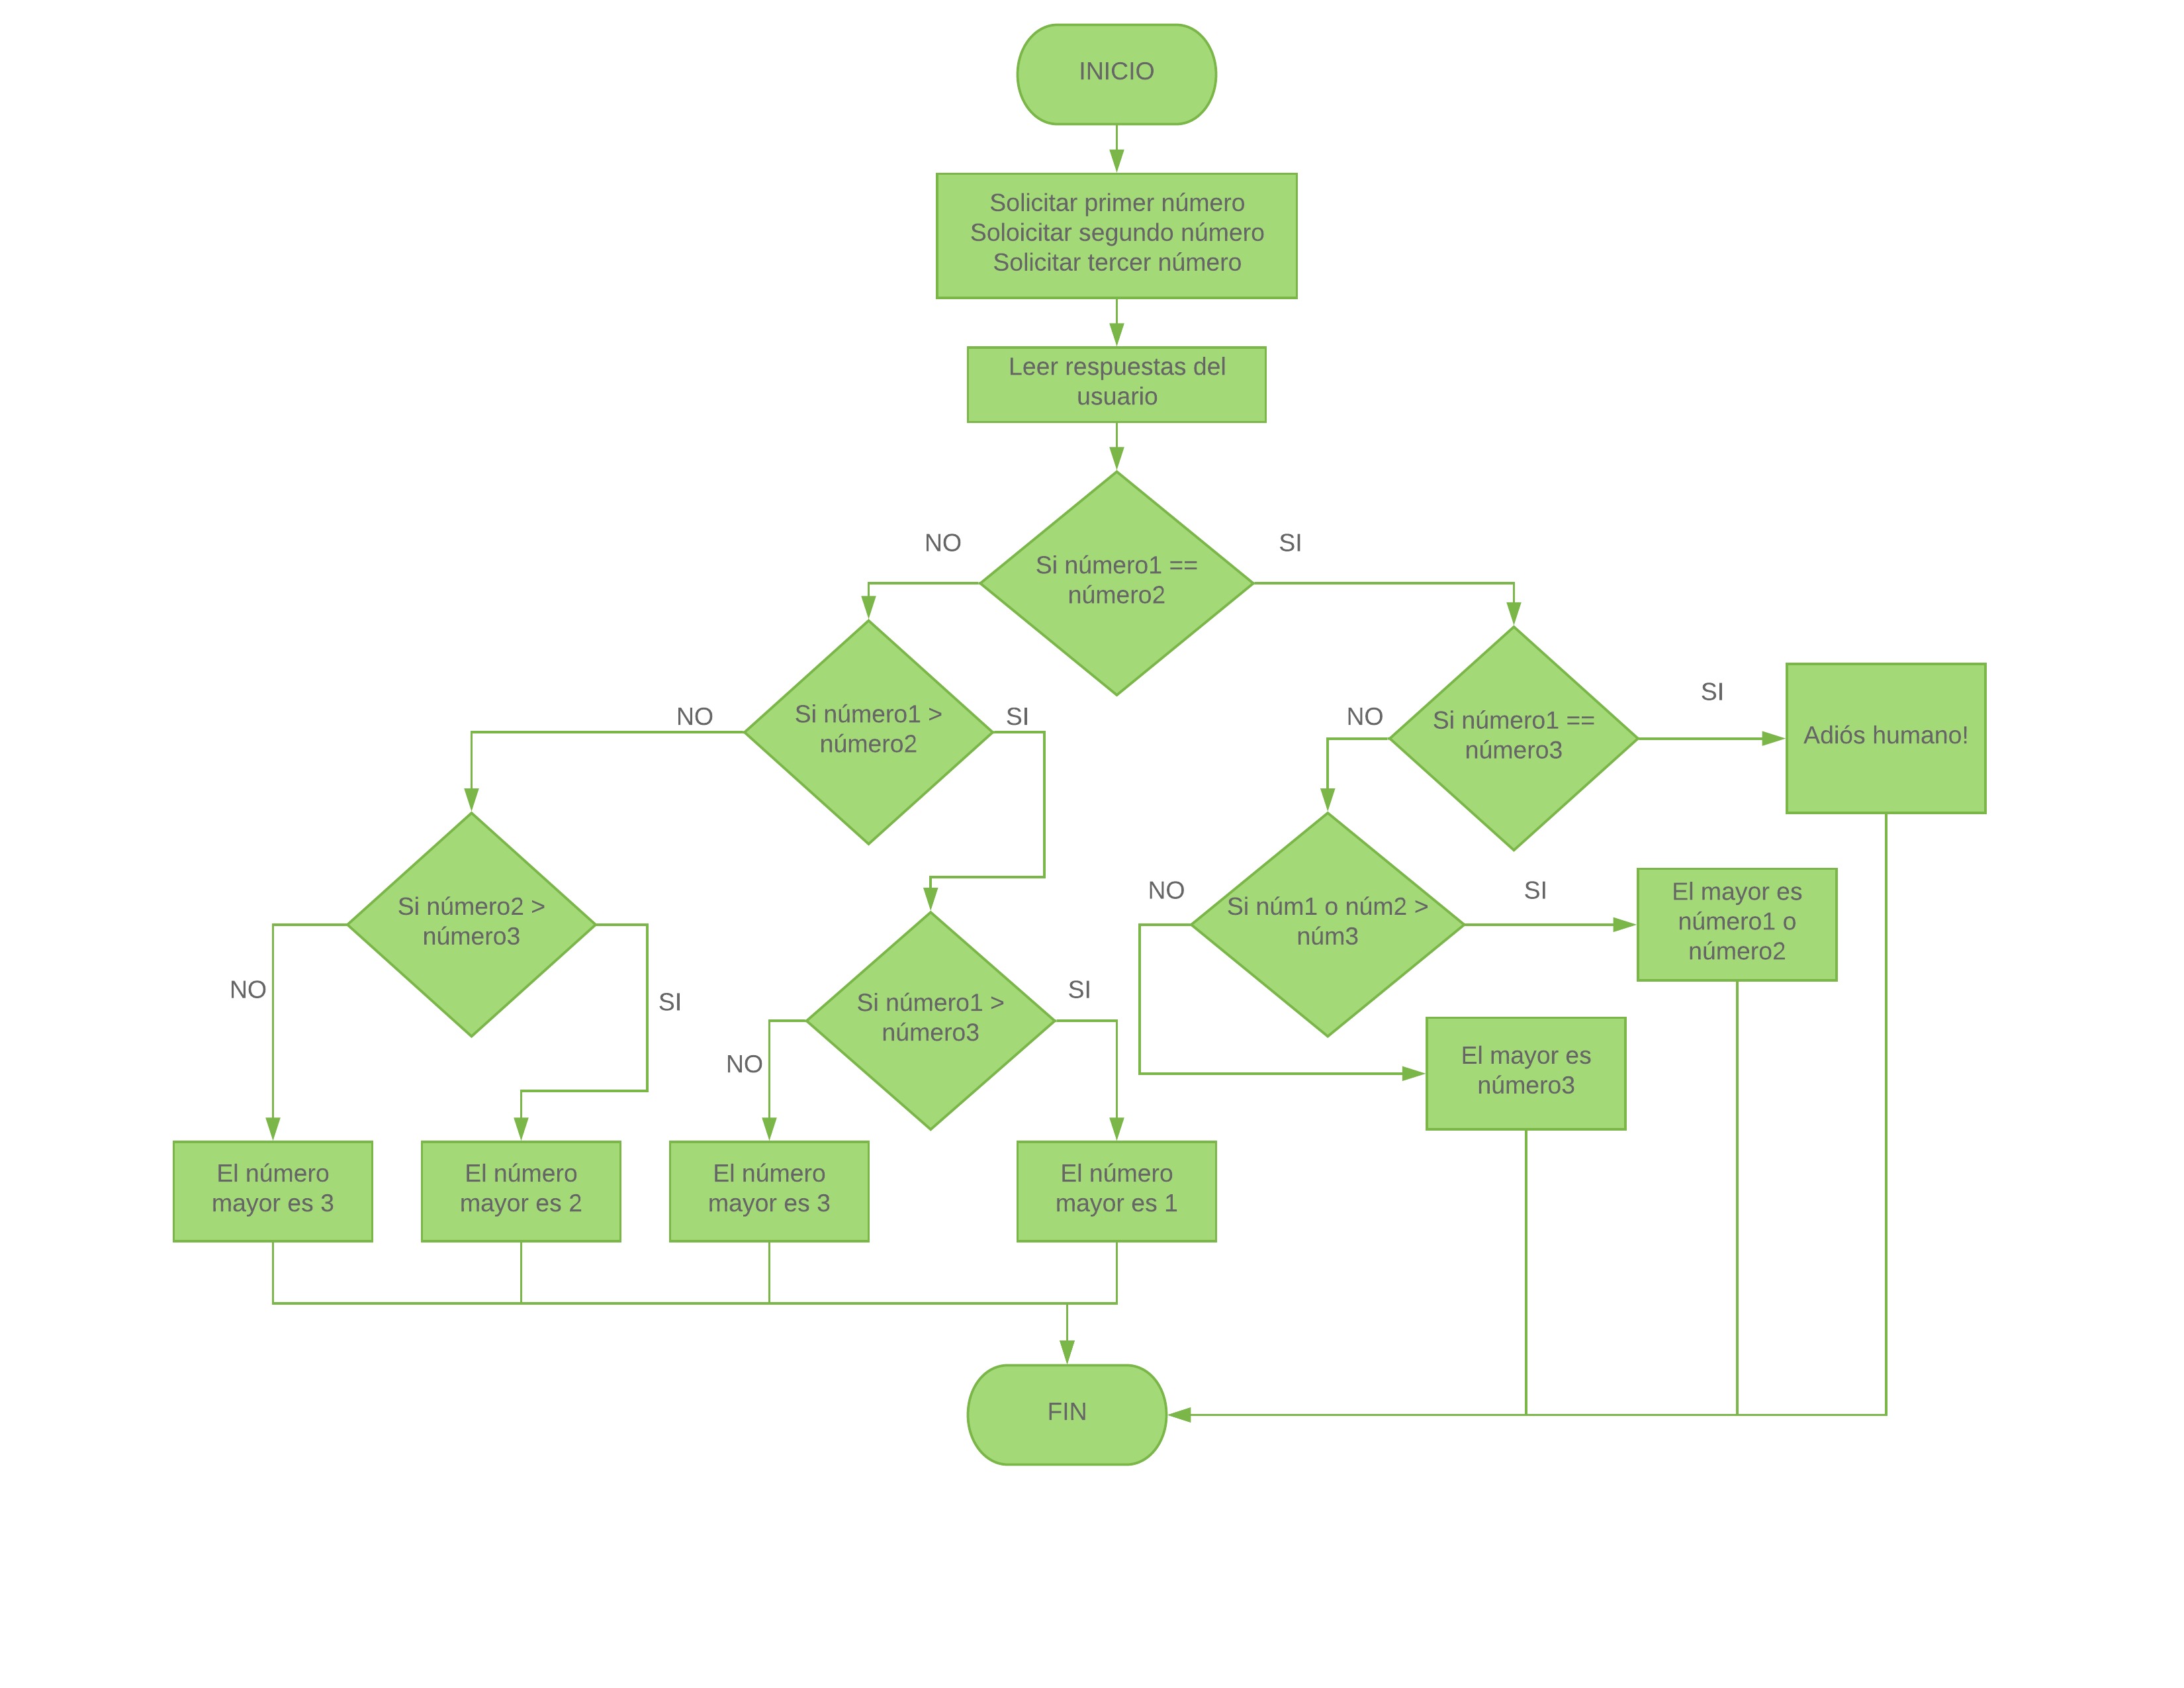 INICIO
Solicitar primer número
Soloicitar segundo número
Solicitar tercer número
Leer respuestas del
usuario
NO
SI
Si número1 ==
número2
NO
Si número1 >
número2
SI
NO
Si número1 ==
número3
SI
Adiós humano!
Si número2 >
número3
NO
SI
Si número1 >
número3
NO
SI
NO
Si núm1 o núm2 >
núm3
SI
El mayor es
número1 o
número2
El mayor es
número3
El número
mayor es 3
El número
mayor es 2
El número
mayor es 3
El número
mayor es 1
FIN